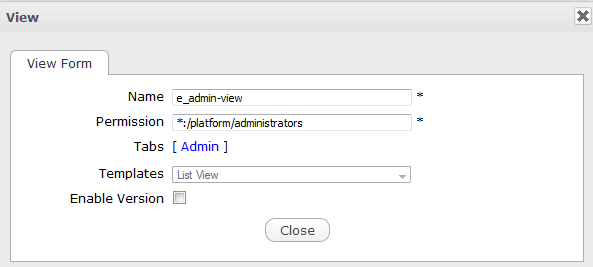 View
View Form
Name e_admin-view *
Permission *:/platform/administrators *
Tabs [ Admin ]
Templates List View
Enable Version
Close